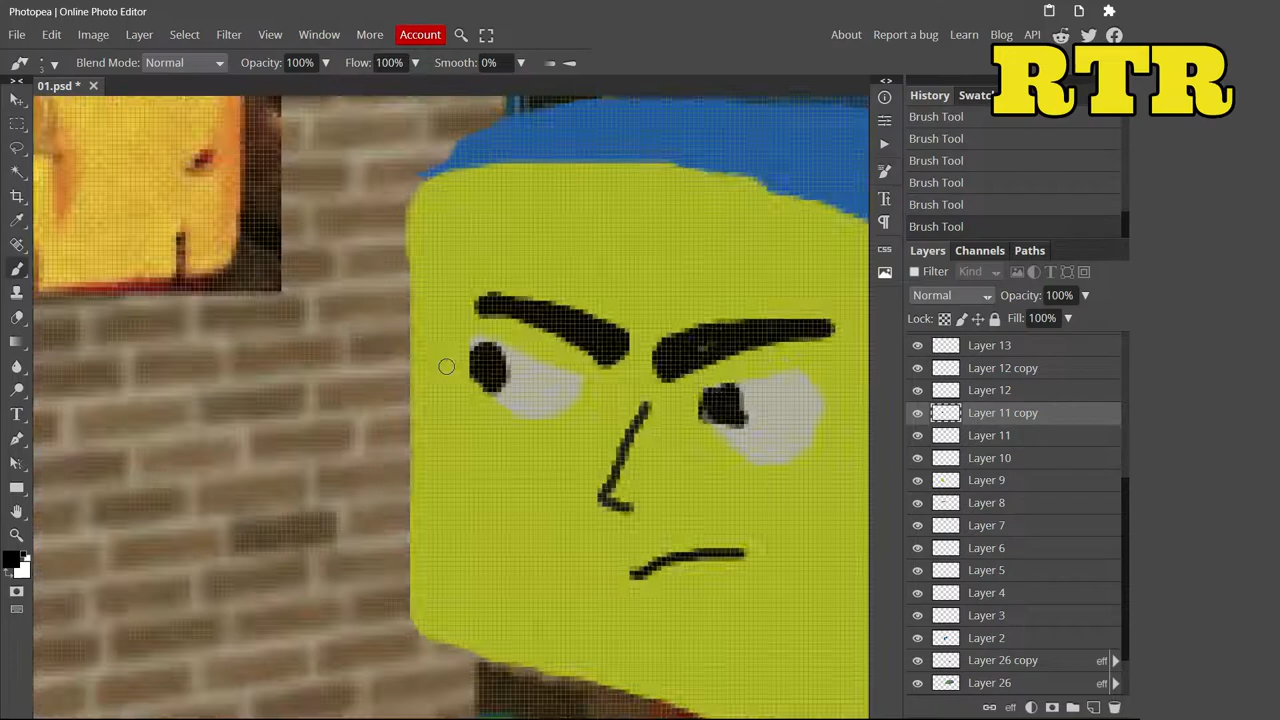 Photopea | Online Photo Editor
File Edit Image Layer Select Filter View Window More Account About Report a bug Learn Blog API
RTR
3 Blend Mode: Normal Opacity: 100% Flow: 100% Smooth: 0%
01.psd *
History Swatc
Brush Tool
Brush Tool
Brush Tool
Brush Tool
Brush Tool
Brush Tool
CSS
Layers Channels Paths
Filter Kind
Normal Opacity: 100%
Lock: Fill: 100%
Layer 13
Layer 12 copy
Layer 12
Layer 11 copy
Layer 11
Layer 10
Layer 9
Layer 8
Layer 7
Layer 6
Layer 5
Layer 4
Layer 3
Layer 2
Layer 26 copy eff
Layer 26 eff
eff